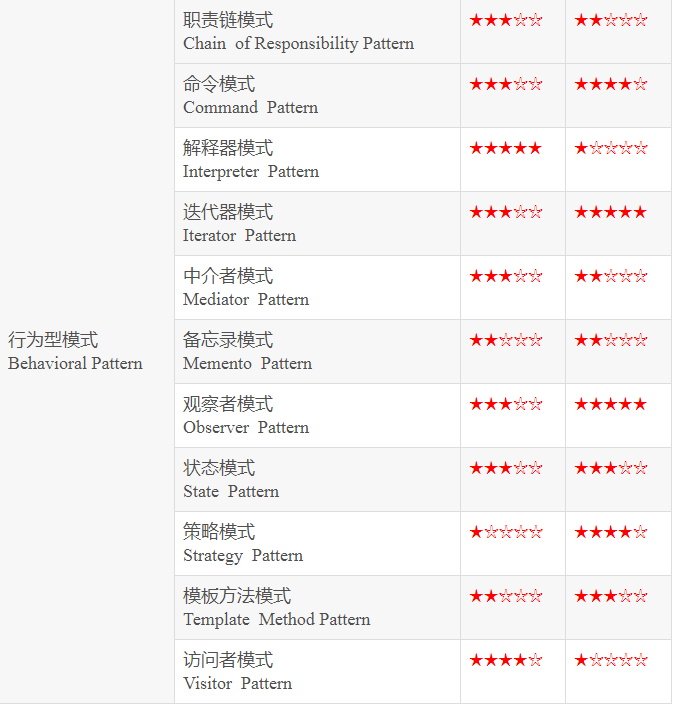 职责链模式
Chain of Responsibility Pattern
★★★☆☆
★★☆☆☆
命令模式
Command Pattern
★★★☆☆
★★★★☆
解释器模式
Interpreter Pattern
★★★★★
★☆☆☆☆
迭代器模式
Iterator Pattern
★★★☆☆
★★★★★
中介者模式
Mediator Pattern
★★★☆☆
★★☆☆☆
行为型模式
Behavioral Pattern
备忘录模式
Memento Pattern
★★☆☆☆
★★☆☆☆
观察者模式
Observer Pattern
★★★☆☆
★★★★★
状态模式
State Pattern
★★★☆☆
★★★☆☆
策略模式
Strategy Pattern
★☆☆☆☆
★★★★☆
模板方法模式
Template Method Pattern
★★☆☆☆
★★★☆☆
访问者模式
Visitor Pattern
★★★★☆
★☆☆☆☆